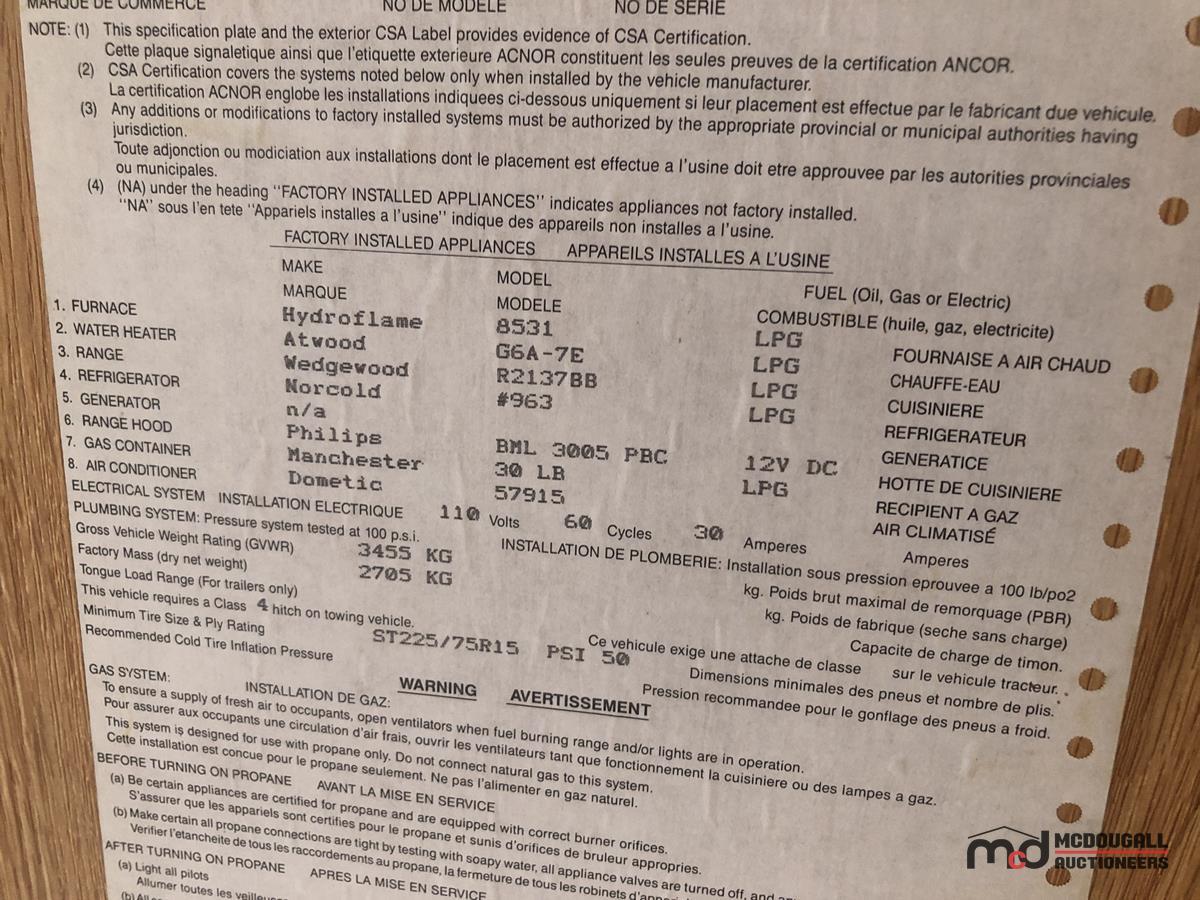 MARQUE DE COMMERCE NO DE MODELE NO DE SERIE
NOTE: (1) This specification plate and the exterior CSA Label provides evidence of CSA Certification.
Cette plaque signaletique ainsi que l'etiquette exterieure ACNOR constituent les seules preuves de la certification ANCOR.
(2) CSA Certification covers the systems noted below only when installed by the vehicle manufacturer.
La certification ACNOR englobe les installations indiquees ci-dessous uniquement si leur placement est effectue par le fabricant due vehicule.
(3) Any additions or modifications to factory installed systems must be authorized by the appropriate provincial or municipal authorities having
jurisdiction.
Toute adjonction ou modiciation aux installations dont le placement est effectue a l'usine doit etre approuvee par les autorities provinciales
ou municipales.
(4) (NA) under the heading "FACTORY INSTALLED APPLIANCES" indicates appliances not factory installed.
"NA" sous l'en tete "Appariels installes a l'usine" indique des appareils non installes a l'usine.
FACTORY INSTALLED APPLIANCES APPAREILS INSTALLES A L'USINE
MAKE MODEL FUEL (Oil, Gas or Electric)
MARQUE MODELE COMBUSTIBLE (huile, gaz, electricite)
1. FURNACE Hydroflame 8531 LPG FOURNAISE A AIR CHAUD
2. WATER HEATER Atwood G6A-7E LPG CHAUFFE-EAU
3. RANGE Wedgewood R2137BB LPG CUISINIERE
4. REFRIGERATOR Norcold #963 LPG REFRIGERATEUR
5. GENERATOR n/a GENERATICE
6. RANGE HOOD Philips BML 3005 PBC 12V DC HOTTE DE CUISINIERE
7. GAS CONTAINER Manchester 30 LB LPG RECIPIENT A GAZ
8. AIR CONDITIONER Dometic 57915 AIR CLIMATISÉ
ELECTRICAL SYSTEM INSTALLATION ELECTRIQUE 110 Volts 60 Cycles 30 Amperes Amperes
PLUMBING SYSTEM: Pressure system tested at 100 p.s.i. INSTALLATION DE PLOMBERIE: Installation sous pression eprouvee a 100 lb/po2
Gross Vehicle Weight Rating (GVWR) 3455 KG kg. Poids brut maximal de remorquage (PBR)
Factory Mass (dry net weight) 2705 KG kg. Poids de fabrique (seche sans charge)
Tongue Load Range (For trailers only) Capacite de charge de timon.
This vehicle requires a Class 4 hitch on towing vehicle. Ce vehicule exige une attache de classe sur le vehicule tracteur.
Minimum Tire Size & Ply Rating ST225/75R15 PSI 50 Dimensions minimales des pneus et nombre de plis.
Recommended Cold Tire Inflation Pressure Pression recommandee pour le gonflage des pneus a froid.
WARNING AVERTISSEMENT
GAS SYSTEM: INSTALLATION DE GAZ:
To ensure a supply of fresh air to occupants, open ventilators when fuel burning range and/or lights are in operation.
Pour assurer aux occupants une circulation d'air frais, ouvrir les ventilateurs tant que fonctionnement la cuisiniere ou des lampes a gaz.
This system is designed for use with propane only. Do not connect natural gas to this system.
Cette installation est concue pour le propane seulement. Ne pas l'alimenter en gaz naturel.
BEFORE TURNING ON PROPANE AVANT LA MISE EN SERVICE
(a) Be certain appliances are certified for propane and are equipped with correct burner orifices.
S'assurer que les appariels sont certifies pour le propane et sunis d'orifices de bruleur appropries.
(b) Make certain all propane connections are tight by testing with soapy water, all appliance valves are turned off, and
Verifier l'etancheite de tous les raccordements au propane, la fermeture de tous les robinets
AFTER TURNING ON PROPANE APRES LA MISE EN SERVICE
(a) Light all pilots
Allumer toutes les
(b)
mcd MCDOUGALL
AUCTIONEERS